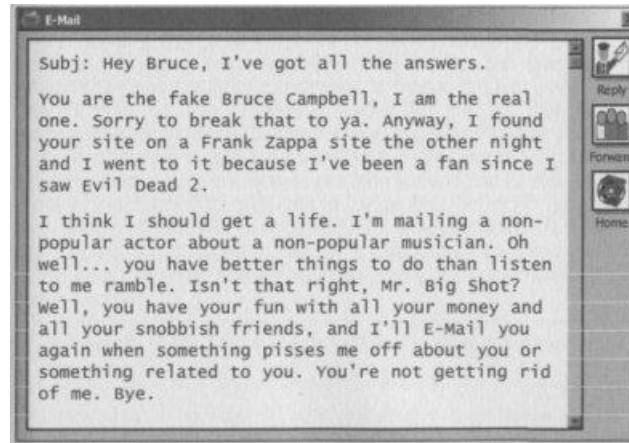 E-Mail
Subj: Hey Bruce, I've got all the answers.
You are the fake Bruce Campbell, I am the real
one. Sorry to break that to ya. Anyway, I found
your site on a Frank Zappa site the other night
and I went to it because I've been a fan since I
saw Evil Dead 2.
I think I should get a life. I'm mailing a non-
popular actor about a non-popular musician. Oh
well... you have better things to do than listen
to me ramble. Isn't that right, Mr. Big Shot?
Well, you have your fun with all your money and
all your snobbish friends, and I'll E-Mail you
again when something pisses me off about you or
something related to you. You're not getting rid
of me. Bye.
Reply
Forward
Home